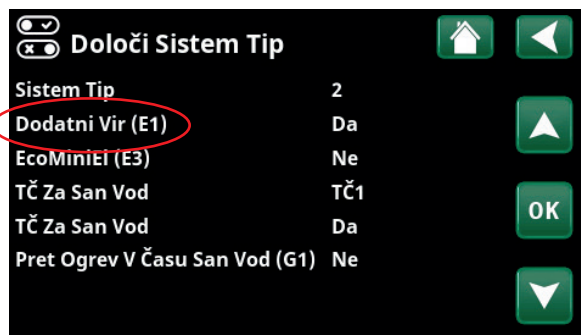 Določi Sistem Tip
Sistem Tip 2
Dodatni Vir (E1) Da
EcoMiniEl (E3) Ne
TČ Za San Vod TČ1
TČ Za San Vod Da
Pret Ogrev V Času San Vod (G1) Ne
OK